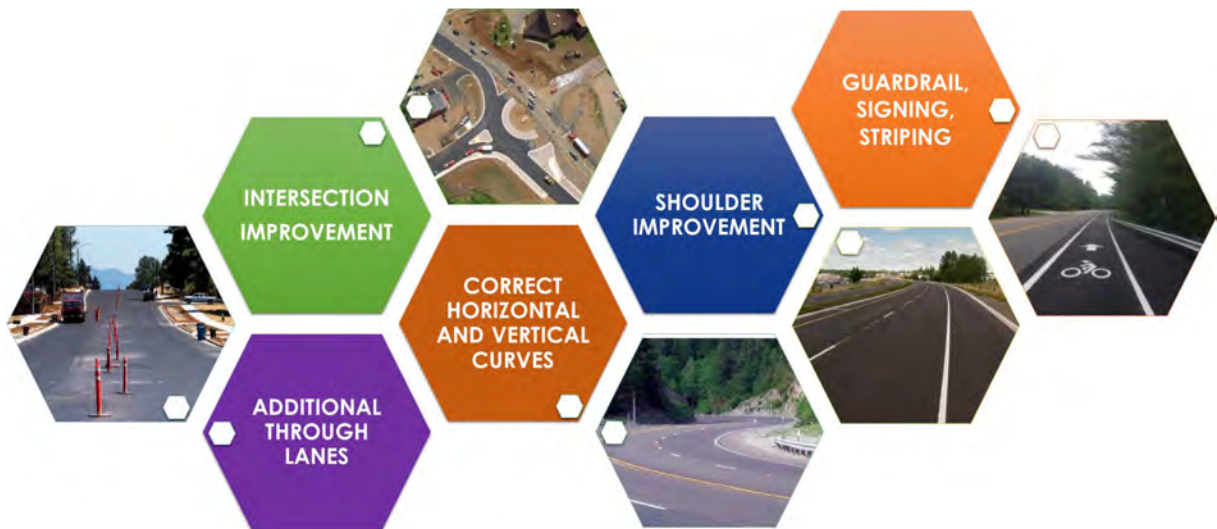 INTERSECTION
IMPROVEMENT
ADDITIONAL
THROUGH
LANES
CORRECT
HORIZONTAL
AND VERTICAL
CURVES
SHOULDER
IMPROVEMENT
GUARDRAIL,
SIGNING,
STRIPING